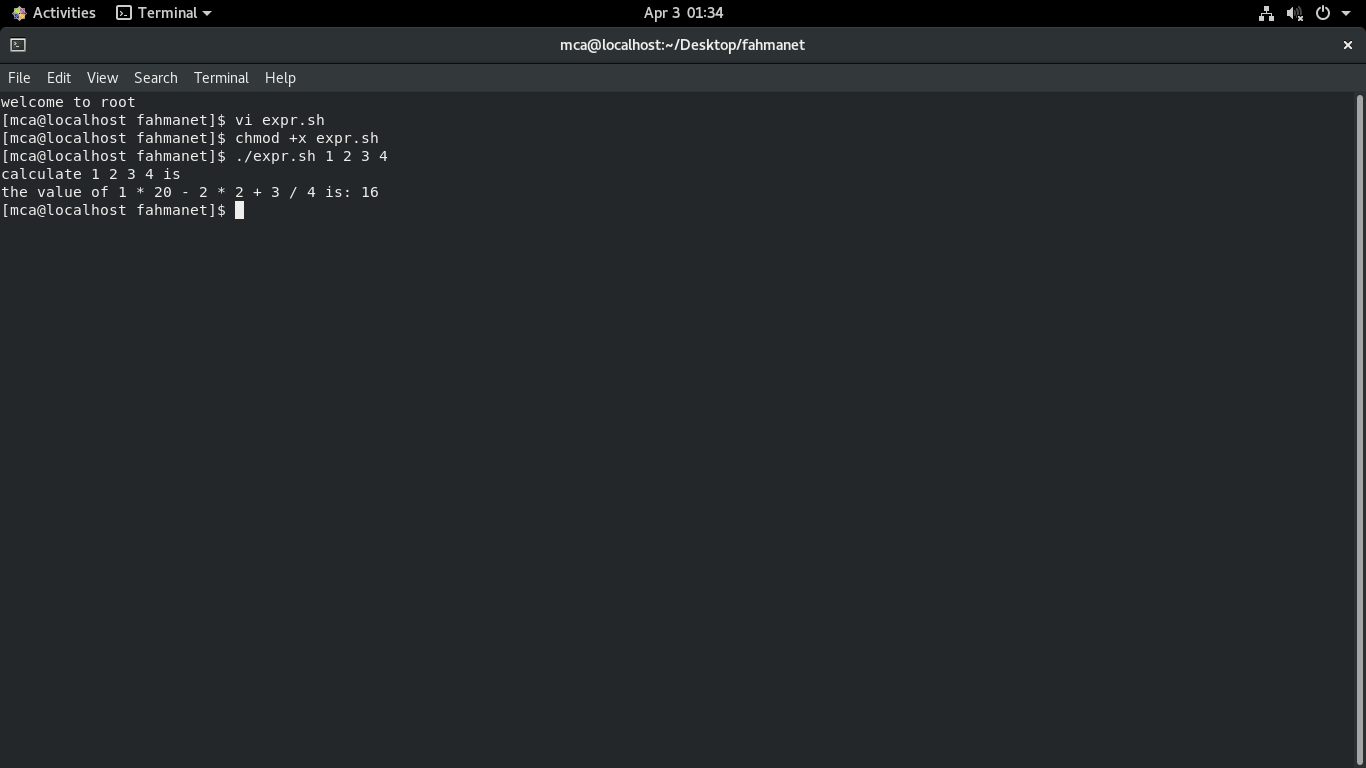 Activities Terminal Apr 3 01:34
mca@localhost:~/Desktop/fahmanet
File Edit View Search Terminal Help
welcome to root
[mca@localhost fahmanet]$ vi expr.sh
[mca@localhost fahmanet]$ chmod +x expr.sh
[mca@localhost fahmanet]$ ./expr.sh 1 2 3 4
calculate 1 2 3 4 is
the value of 1 * 20 - 2 * 2 + 3 / 4 is: 16
[mca@localhost fahmanet]$